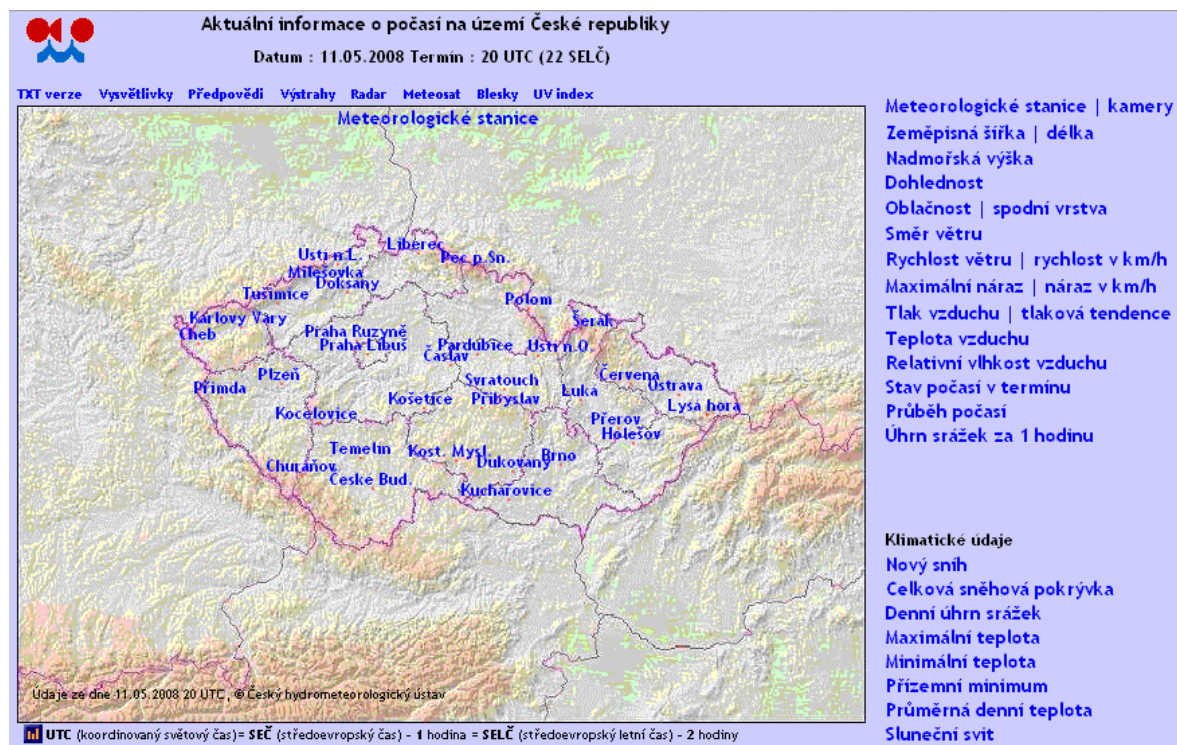 Aktuální informace o počasí na území České republiky
Datum : 11.05.2008 Termín : 20 UTC (22 SELČ)
TXT verze Vysvětlivky Předpovědi Výstrahy Radar Meteosat Blesky UV index
Meteorologické stanice
Liberec
Ústí n.L.
Pec p.Sn.
Milešovka
Doksany
Tušimice
Polom
Karlovy Vary
Šerák
Cheb
Praha Ruzyně
Praha Libuš
Pardubice
Ústí n.O.
Čáslav
Plzeň
Svratouch
Červená
Přimda
Luká
Ostrava
Košetice
Přibyslav
Lysá hora
Kocelovice
Přerov
Holešov
Temelín
Kost. Mysl.
Brno
Churáňov
Dukovany
České Bud.
Kuchařovice
Údaje ze dne 11.05.2008 20 UTC, © Český hydrometeorologický ústav
UTC (koordinovaný světový čas)= SEČ (středoevropský čas) - 1 hodina = SELČ (středoevropský letní čas) - 2 hodiny
Meteorologické stanice | kamery
Zeměpisná šířka | délka
Nadmořská výška
Dohlednost
Oblačnost | spodní vrstva
Směr větru
Rychlost větru | rychlost v km/h
Maximální náraz | náraz v km/h
Tlak vzduchu | tlaková tendence
Teplota vzduchu
Relativní vlhkost vzduchu
Stav počasí v termínu
Průběh počasí
Úhrn srážek za 1 hodinu
Klimatické údaje
Nový sníh
Celková sněhová pokrývka
Denní úhrn srážek
Maximální teplota
Minimální teplota
Přízemní minimum
Průměrná denní teplota
Sluneční svit